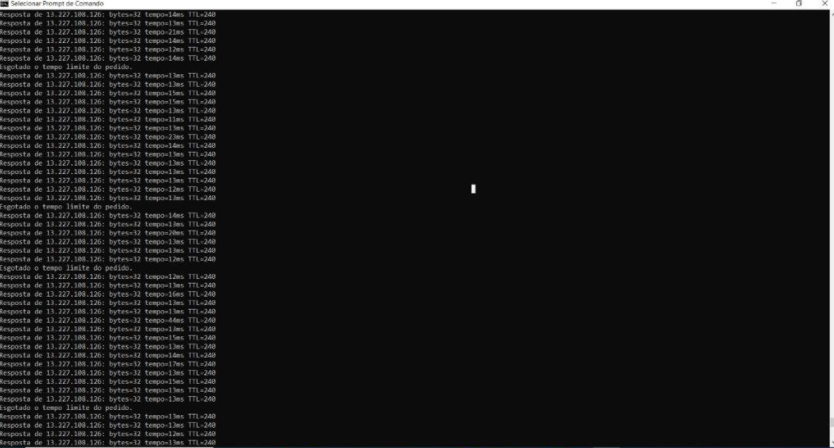 Selecionar Prompt de Comando
Resposta de 13.227.108.126: bytes=32 tempo=14ms TTL=240
Resposta de 13.227.108.126: bytes=32 tempo=13ms TTL=240
Resposta de 13.227.108.126: bytes=32 tempo=21ms TTL=240
Resposta de 13.227.108.126: bytes=32 tempo=14ms TTL=240
Resposta de 13.227.108.126: bytes=32 tempo=12ms TTL=240
Resposta de 13.227.108.126: bytes=32 tempo=14ms TTL=240
Esgotado o tempo limite do pedido.
Resposta de 13.227.108.126: bytes=32 tempo=13ms TTL=240
Resposta de 13.227.108.126: bytes=32 tempo=13ms TTL=240
Resposta de 13.227.108.126: bytes=32 tempo=15ms TTL=240
Resposta de 13.227.108.126: bytes=32 tempo=15ms TTL=240
Resposta de 13.227.108.126: bytes=32 tempo=13ms TTL=240
Resposta de 13.227.108.126: bytes=32 tempo=11ms TTL=240
Resposta de 13.227.108.126: bytes=32 tempo=13ms TTL=240
Resposta de 13.227.108.126: bytes=32 tempo=23ms TTL=240
Resposta de 13.227.108.126: bytes=32 tempo=14ms TTL=240
Resposta de 13.227.108.126: bytes=32 tempo=13ms TTL=240
Resposta de 13.227.108.126: bytes=32 tempo=13ms TTL=240
Resposta de 13.227.108.126: bytes=32 tempo=13ms TTL=240
Resposta de 13.227.108.126: bytes=32 tempo=13ms TTL=240
Resposta de 13.227.108.126: bytes=32 tempo=12ms TTL=240
Resposta de 13.227.108.126: bytes=32 tempo=13ms TTL=240
Esgotado o tempo limite do pedido.
Resposta de 13.227.108.126: bytes=32 tempo=14ms TTL=240
Resposta de 13.227.108.126: bytes=32 tempo=13ms TTL=240
Resposta de 13.227.108.126: bytes=32 tempo=20ms TTL=240
Resposta de 13.227.108.126: bytes=32 tempo=13ms TTL=240
Resposta de 13.227.108.126: bytes=32 tempo=13ms TTL=240
Resposta de 13.227.108.126: bytes=32 tempo=12ms TTL=240
Esgotado o tempo limite do pedido.
Resposta de 13.227.108.126: bytes=32 tempo=12ms TTL=240
Resposta de 13.227.108.126: bytes=32 tempo=13ms TTL=240
Resposta de 13.227.108.126: bytes=32 tempo=16ms TTL=240
Resposta de 13.227.108.126: bytes=32 tempo=13ms TTL=240
Resposta de 13.227.108.126: bytes=32 tempo=13ms TTL=240
Resposta de 13.227.108.126: bytes=32 tempo=44ms TTL=240
Resposta de 13.227.108.126: bytes=32 tempo=13ms TTL=240
Resposta de 13.227.108.126: bytes=32 tempo=15ms TTL=240
Resposta de 13.227.108.126: bytes=32 tempo=13ms TTL=240
Resposta de 13.227.108.126: bytes=32 tempo=14ms TTL=240
Resposta de 13.227.108.126: bytes=32 tempo=17ms TTL=240
Resposta de 13.227.108.126: bytes=32 tempo=13ms TTL=240
Resposta de 13.227.108.126: bytes=32 tempo=15ms TTL=240
Resposta de 13.227.108.126: bytes=32 tempo=13ms TTL=240
Resposta de 13.227.108.126: bytes=32 tempo=13ms TTL=240
Esgotado o tempo limite do pedido.
Resposta de 13.227.108.126: bytes=32 tempo=13ms TTL=240
Resposta de 13.227.108.126: bytes=32 tempo=13ms TTL=240
Resposta de 13.227.108.126: bytes=32 tempo=12ms TTL=240
Resposta de 13.227.108.126: bytes=32 tempo=13ms TTL=240